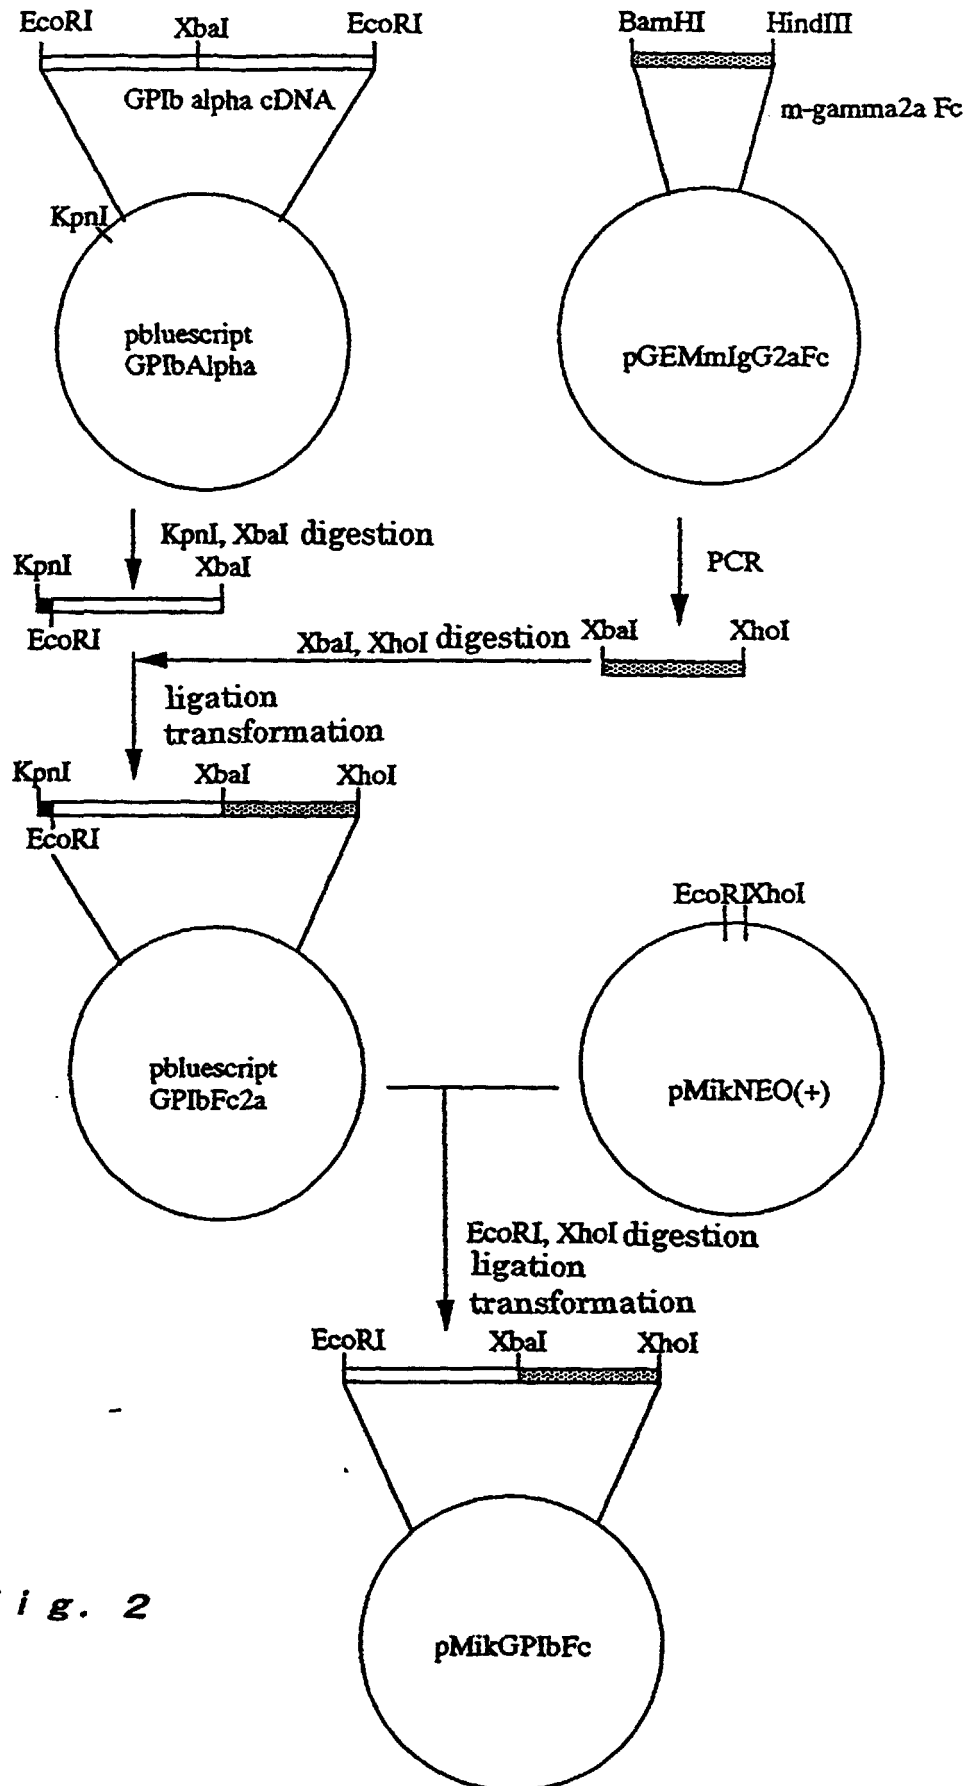 EcoRI XbaI EcoRI
GPIb alpha cDNA
KpnI
pbluescript
GPIbAlpha
BamHI HindIII
m-gamma2a Fc
pGEMmIgG2aFc
KpnI, XbaI digestion
KpnI XbaI
EcoRI
PCR
XbaI XhoI
XbaI, XhoI digestion
ligation
transformation
KpnI XbaI XhoI
EcoRI
pbluescript
GPIbFc2a
EcoRI XhoI
pMikNEO(+)
EcoRI, XhoI digestion
ligation
transformation
EcoRI XbaI XhoI
pMikGPIbFc
ig. 2